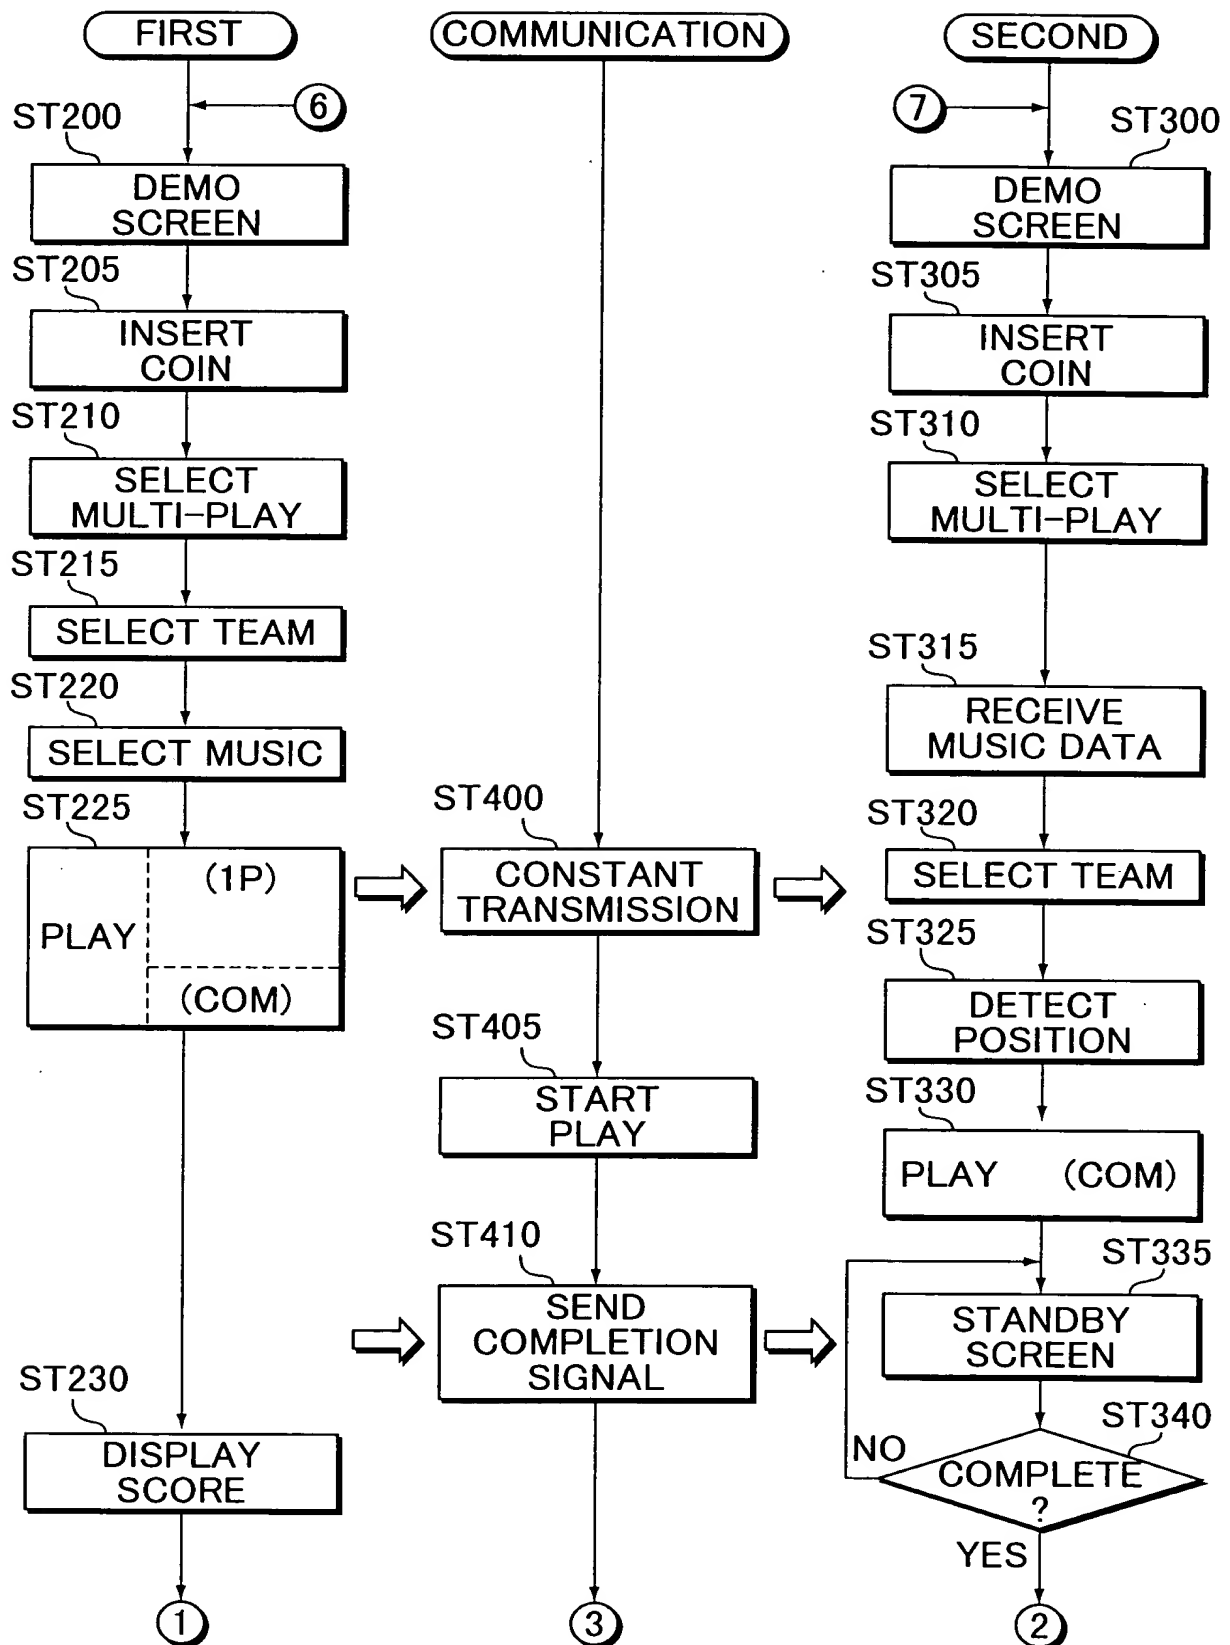 FIRST
6
ST200
DEMO
SCREEN
ST205
INSERT
COIN
ST210
SELECT
MULTI-PLAY
ST215
SELECT TEAM
ST220
SELECT MUSIC
ST225
PLAY
(1P)
(COM)
ST230
DISPLAY
SCORE
1
COMMUNICATION
ST400
CONSTANT
TRANSMISSION
ST405
START
PLAY
ST410
SEND
COMPLETION
SIGNAL
3
SECOND
7
ST300
DEMO
SCREEN
ST305
INSERT
COIN
ST310
SELECT
MULTI-PLAY
ST315
RECEIVE
MUSIC DATA
ST320
SELECT TEAM
ST325
DETECT
POSITION
ST330
PLAY (COM)
ST335
STANDBY
SCREEN
ST340
NO
COMPLETE
?
YES
2